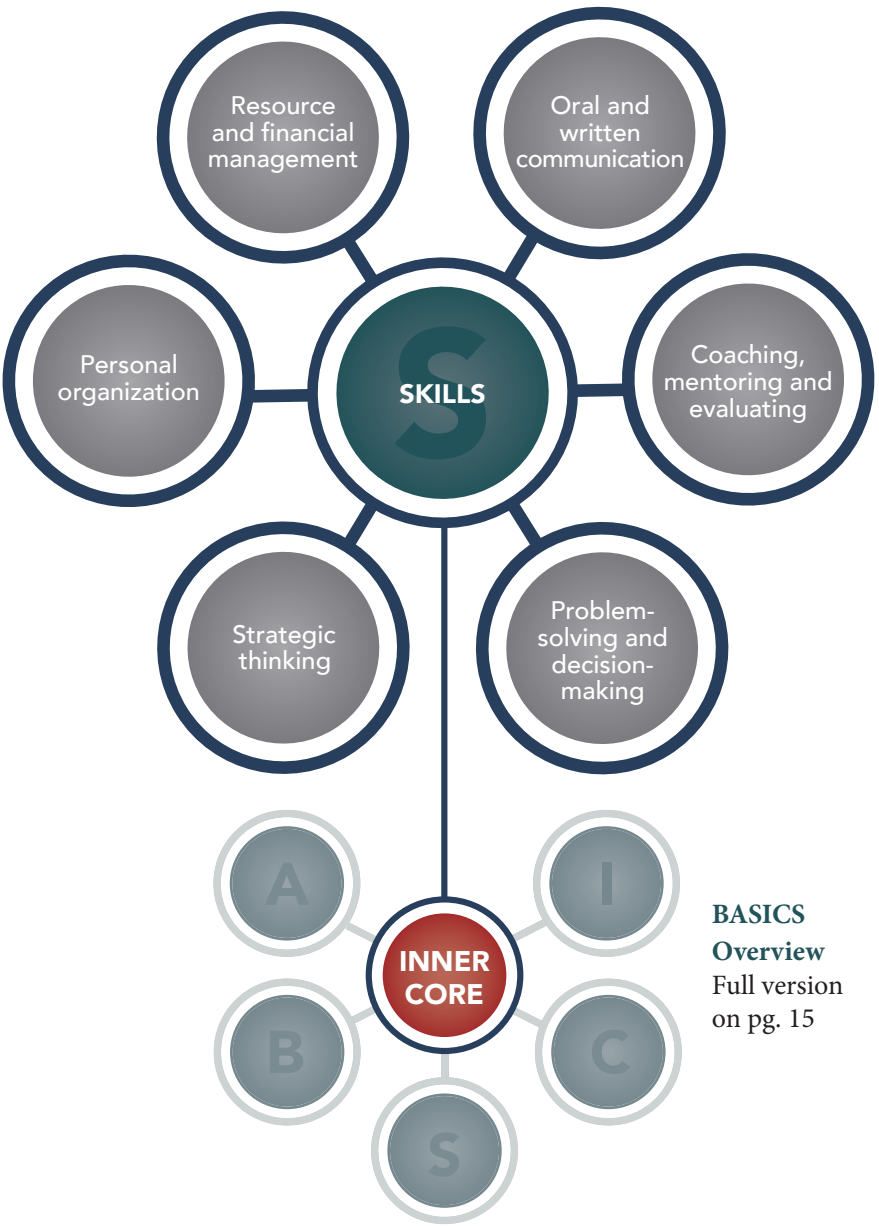 Resource
and financial
management
Oral and
written
communication
Personal
organization
S
SKILLS
Coaching,
mentoring and
evaluating
Strategic
thinking
Problem-
solving and
decision-
making
A
I
INNER
CORE
B
C
S
BASICS
Overview
Full version
on pg. 15